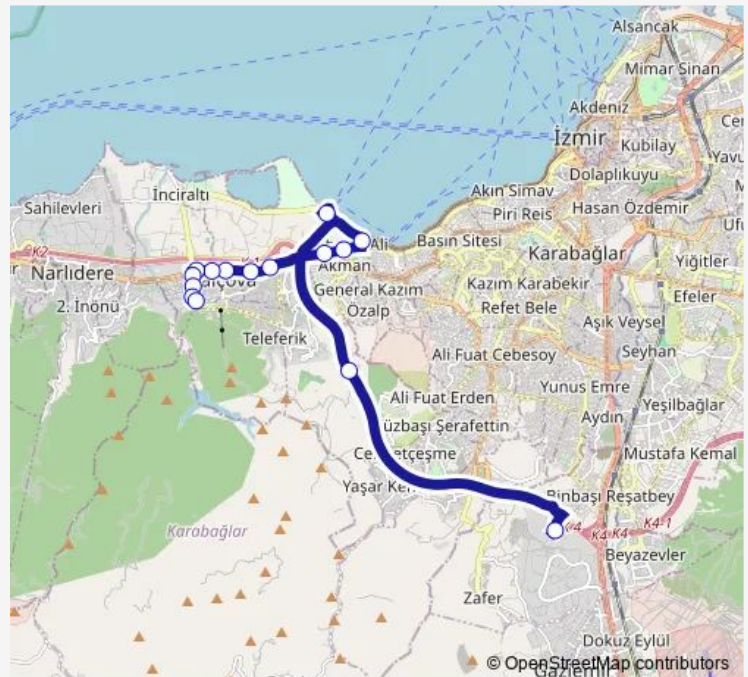 Alsancak
Mimar Sinan
Akdeniz
İzmir
Kubilay
Dolaplıkuyu
Akın Simav
Piri Reis
Hasan Özdemir
İnciraltı
Sahilevleri
Ali
Basın Sitesi
Karabağlar
K2
Narlıdere
Akman
Yiğitler
2. İnönü
General Kazım
Özalp
Kazım Karabekir
Refet Bele
Efeler
Aşık Veysel
Teleferik
Seyhan
Ali Fuat Cebesoy
Yunus Emre
Ali Fuat Erden
Yeşilbağlar
Aydın
üzbaşı Şerafettin
Mustafa Kemal
Yaşar Ke
Binbaşı Reşatbey
K4 K4
K4-1
Karabağlar
Beyazevler
Zafer
Dokuz Eylül
© OpenStreetMap contributors